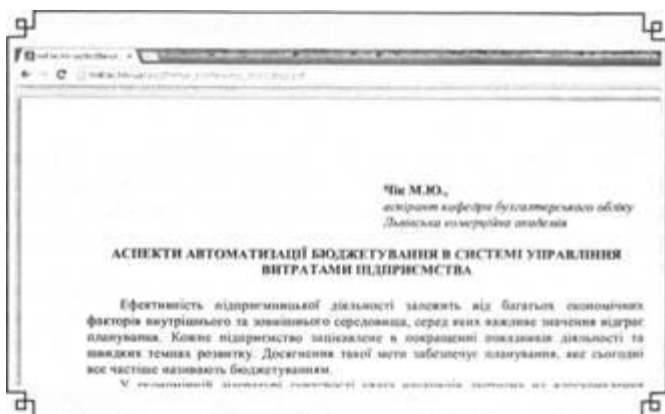 Чік М.Ю.,
аспірант кафедри бухгалтерського обліку
Львівська комерційна академія
АСПЕКТИ АВТОМАТИЗАЦІЇ БЮДЖЕТУВАННЯ В СИСТЕМІ УПРАВЛІННЯ
ВИТРАТАМИ ПІДПРИЄМСТВА
Ефективність підприємницької діяльності залежить від багатьох економічних
факторів внутрішнього та зовнішнього середовища, серед яких важливе значення відіграє
планування. Кожне підприємство зацікавлене в покращенні показників діяльності та
швидких темпах розвитку. Досягнення такої мети забезпечує планування, яке сьогодні
все частіше називають бюджетуванням.
У економічній